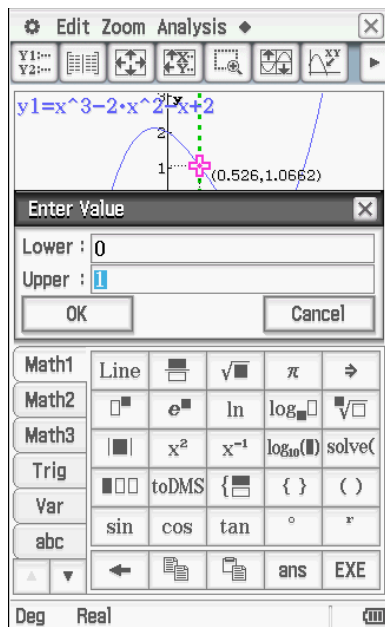 Edit Zoom Analysis
Y1:···
Y2:···
XY
y1=x^3-2·x^2-x+2
3 y
2
1
(0.526,1.0662)
Enter Value
Lower : 0
Upper : 1
OK Cancel
Math1 Line √■ π ⇒
Math2 □■ e■ ln log■□ ■√□
Math3 |■| x² x⁻¹ log₁₀(■) solve(
Trig ■□□ toDMS { { } ( )
Var sin cos tan ° r
abc
ans EXE
Deg Real